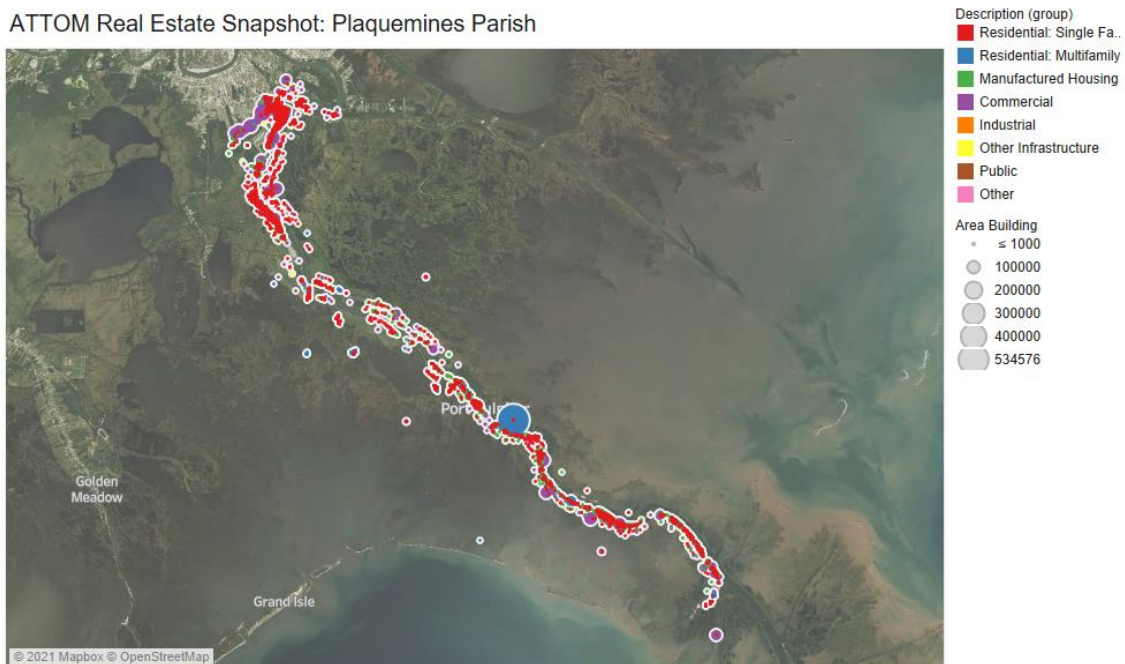 ATTOM Real Estate Snapshot: Plaquemines Parish
Description (group)
Residential: Single Fa..
Residential: Multifamily
Manufactured Housing
Commercial
Industrial
Other Infrastructure
Public
Other
Area Building
≤ 1000
100000
200000
300000
400000
534576
Golden
Meadow
Grand Isle
© 2021 Mapbox © OpenStreetMap